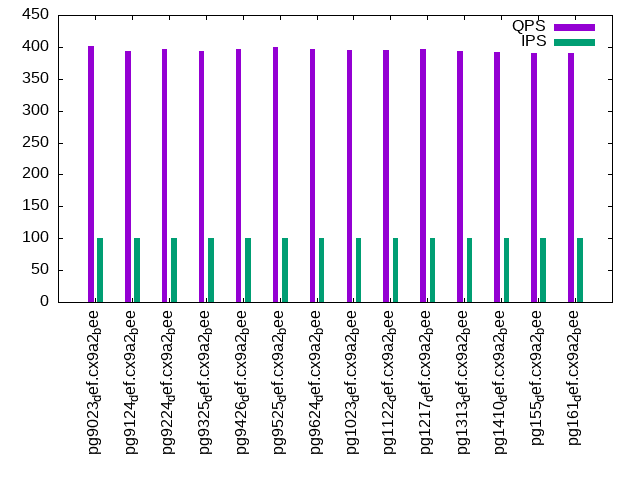 450
400
350
300
250
200
150
100
50
0
QPS
IPS
pg9023def.cx9a2bee
pg9124def.cx9a2bee
pg9224def.cx9a2bee
pg9325def.cx9a2bee
pg9426def.cx9a2bee
pg9525def.cx9a2bee
pg9624def.cx9a2bee
pg1023def.cx9a2bee
pg1122def.cx9a2bee
pg1217def.cx9a2bee
pg1313def.cx9a2bee
pg1410def.cx9a2bee
pg155def.cx9a2bee
pg161def.cx9a2bee